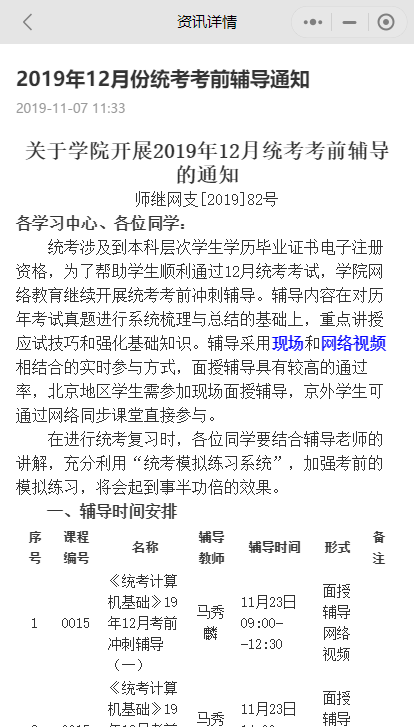 资讯详情
2019年12月份统考考前辅导通知
2019-11-07 11:33
关于学院开展2019年12月统考考前辅导
的通知
师继网支[2019]82号
各学习中心、各位同学：
统考涉及到本科层次学生学历毕业证书电子注册
资格，为了帮助学生顺利通过12月统考考试，学院网
络教育继续开展统考考前冲刺辅导。辅导内容在对历
年考试真题进行系统梳理与总结的基础上，重点讲授
应试技巧和强化基础知识。辅导采用现场和网络视频
相结合的实时参与方式，面授辅导具有较高的通过
率，北京地区学生需参加现场面授辅导，京外学生可
通过网络同步课堂直接参与。
在进行统考复习时，各位同学要结合辅导老师的
讲解，充分利用“统考模拟练习系统”，加强考前的
模拟练习，将会起到事半功倍的效果。
一、辅导时间安排
序号 课程编号 名称 辅导教师 辅导时间 形式 备注
1 0015 《统考计算机基础》19年12月考前冲刺辅导（一） 马秀麟 11月23日09:00--12:30 面授辅导网络视频
《统考计算机基础》19 马秀 11月23日 面授辅导